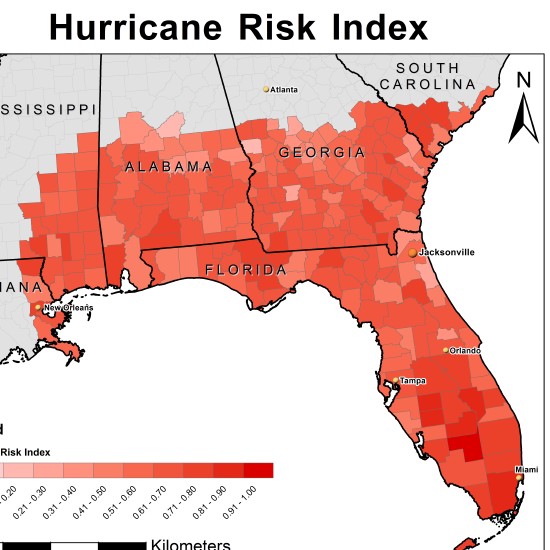 Hurricane Risk Index
SOUTH
CAROLINA
N
Atlanta
SSISSIPPI
GEORGIA
ALABAMA
Jacksonville
FLORIDA
IANA
New Orleans
Orlando
Tampa
d
Risk Index
Miami
0.20
0.21 - 0.30
0.31 - 0.40
0.41 - 0.50
0.51 - 0.60
0.61 - 0.70
0.71 - 0.80
0.81 - 0.90
0.91 - 1.00
Kilometers